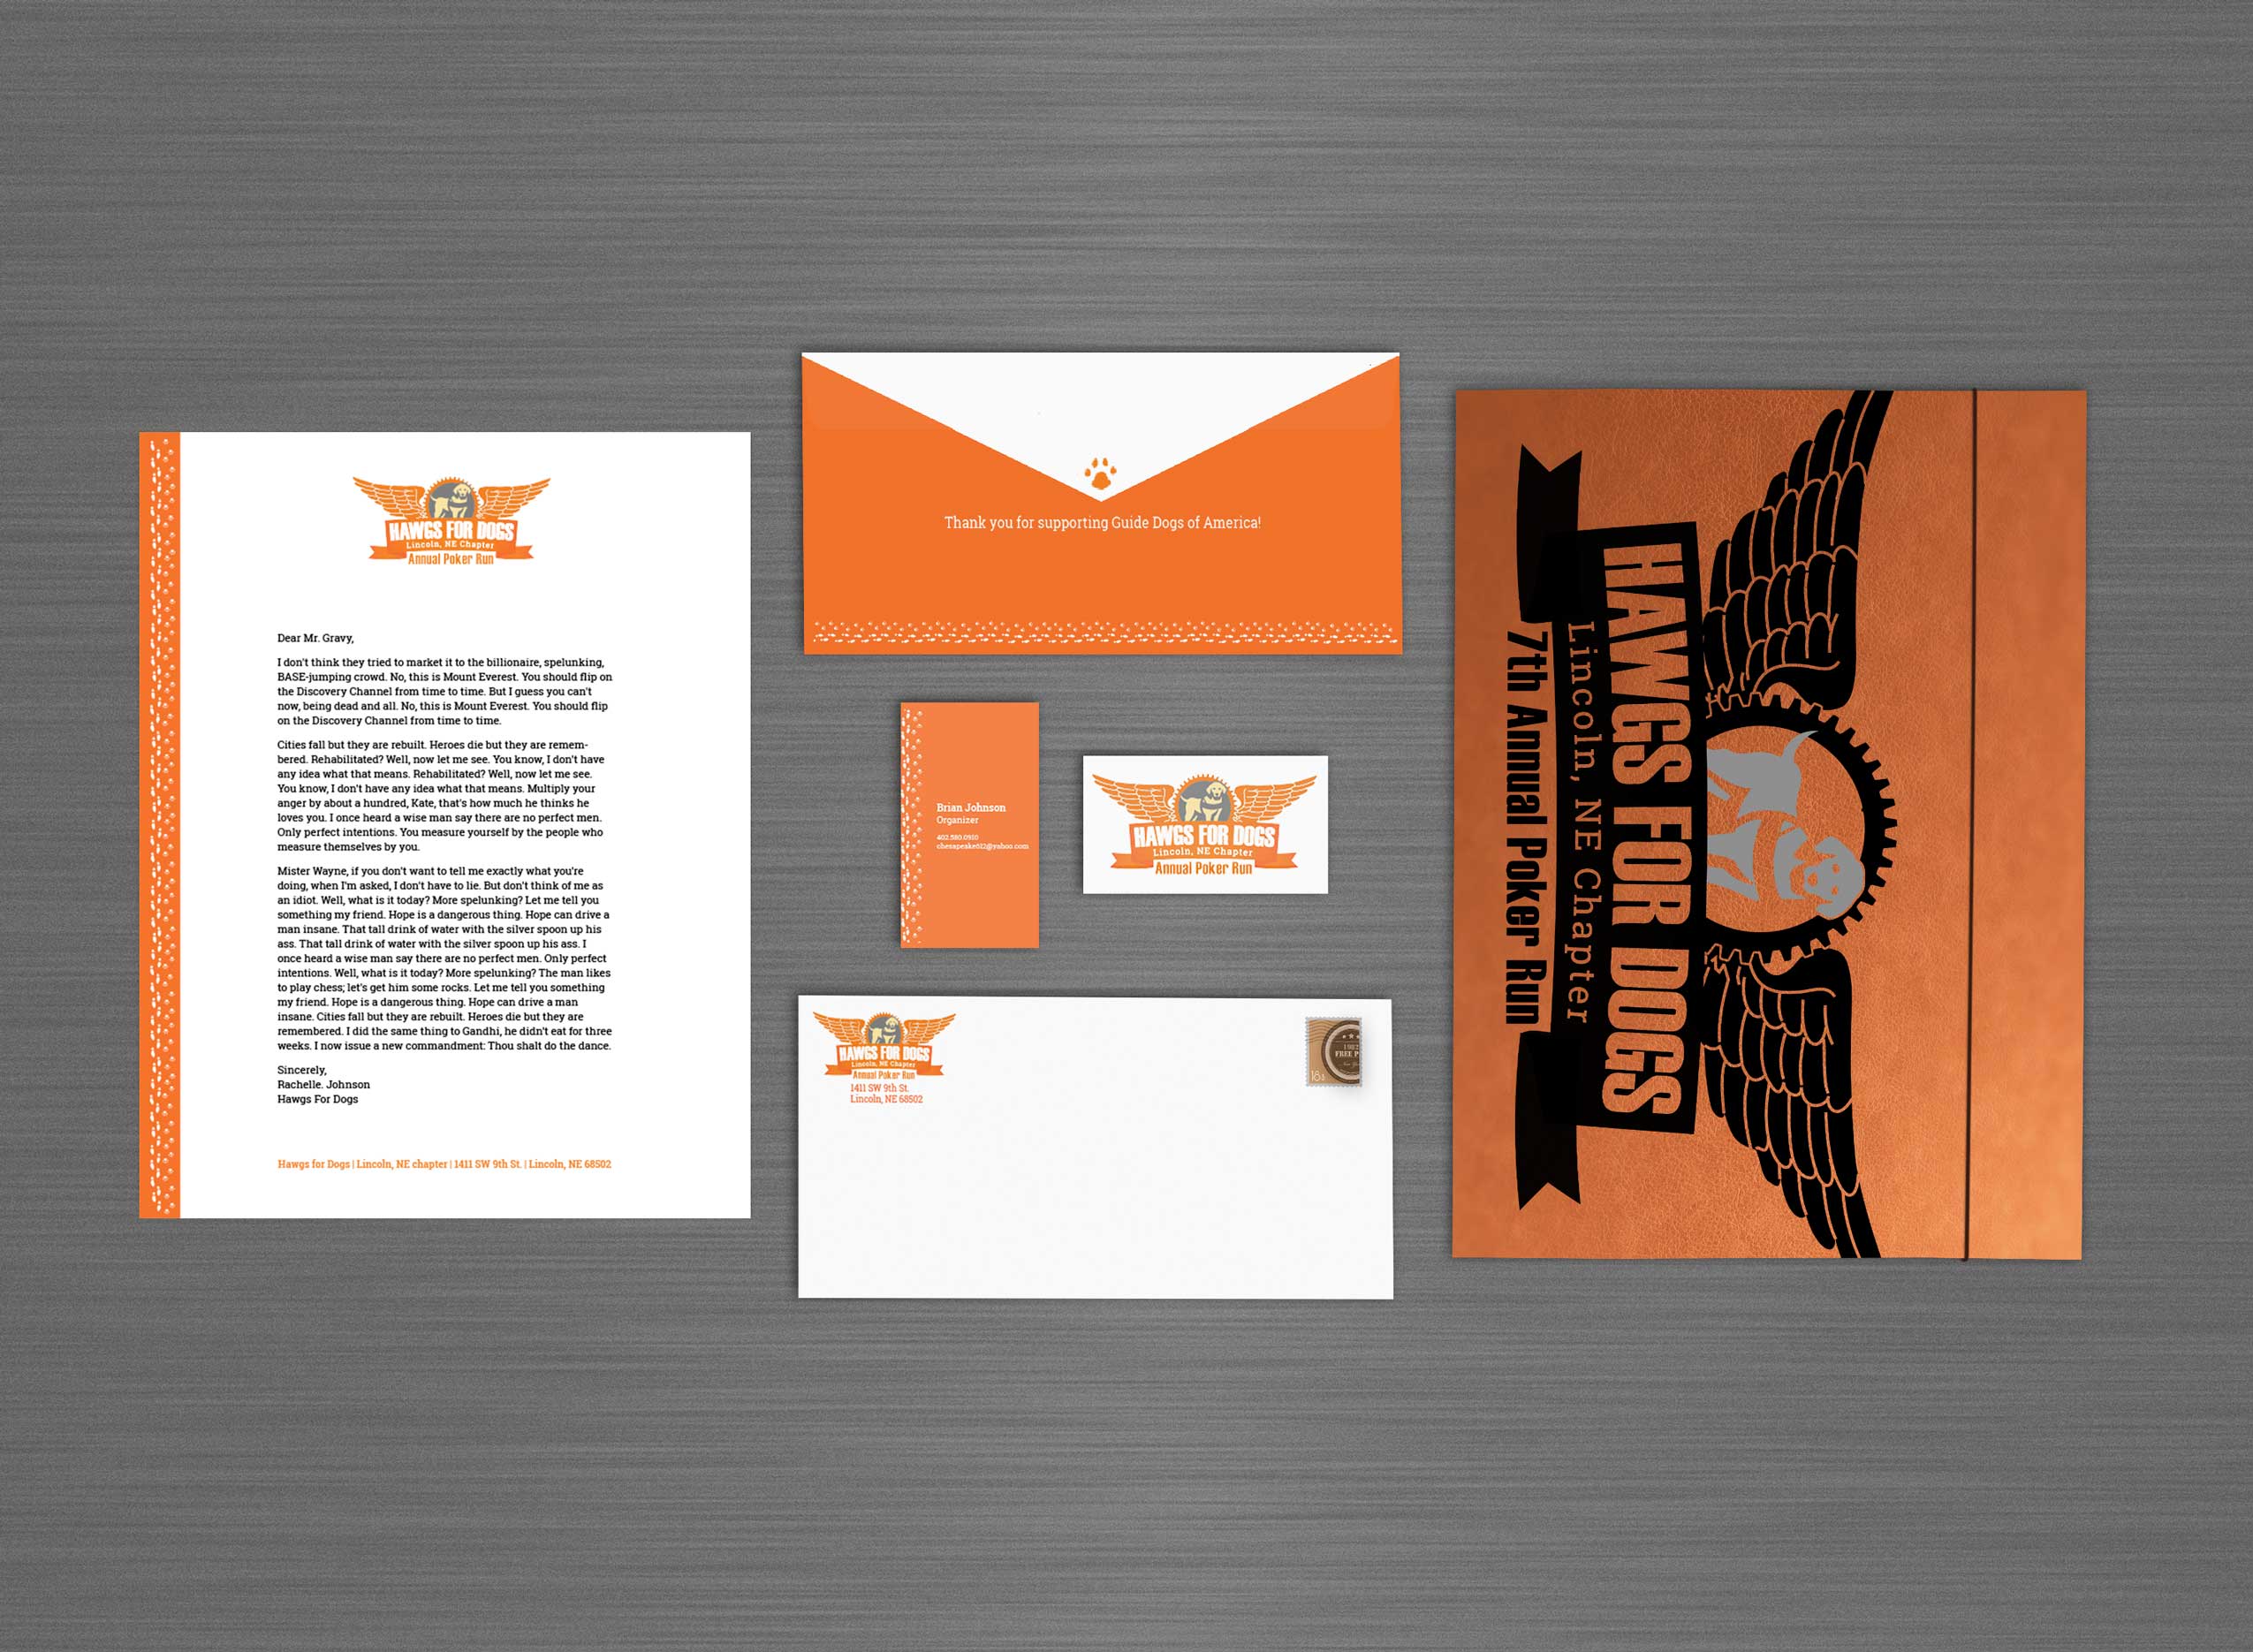 HAWGS FOR DOGS
Lincoln, NE Chapter
Annual Poker Run
Dear Mr. Gravy,
I don't think they tried to market it to the billionaire, spelunking,
BASE-jumping crowd. No, this is Mount Everest. You should flip on
the Discovery Channel from time to time. But I guess you can't
now, being dead and all. No, this is Mount Everest. You should flip
on the Discovery Channel from time to time.
Cities fall but they are rebuilt. Heroes die but they are remem-
bered. Rehabilitated? Well, now let me see. You know, I don't have
any idea what that means. Rehabilitated? Well, now let me see.
You know, I don't have any idea what that means. Multiply your
anger by about a hundred, Kate, that's how much he thinks he
loves you. I once heard a wise man say there are no perfect men.
Only perfect intentions. You measure yourself by the people who
measure themselves by you.
Mister Wayne, if you don't want to tell me exactly what you're
doing, when I'm asked, I don't have to lie. But don't think of me as
an idiot. Well, what is it today? More spelunking? Let me tell you
something my friend. Hope is a dangerous thing. Hope can drive a
man insane. That tall drink of water with the silver spoon up his
ass. That tall drink of water with the silver spoon up his ass. I
once heard a wise man say there are no perfect men. Only perfect
intentions. Well, what is it today? More spelunking? The man likes
to play chess; let's get him some rocks. Let me tell you something
my friend. Hope is a dangerous thing. Hope can drive a man
insane. Cities fall but they are rebuilt. Heroes die but they are
remembered. I did the same thing to Gandhi, he didn't eat for three
weeks. I now issue a new commandment: Thou shalt do the dance.
Sincerely,
Rachelle. Johnson
Hawgs For Dogs
Hawgs for Dogs | Lincoln, NE chapter | 1411 SW 9th St. | Lincoln, NE 68502
Thank you for supporting Guide Dogs of America!
Brian Johnson
Organizer
402.580.0910
chesapeake612@yahoo.com
HAWGS FOR DOGS
Lincoln, NE Chapter
Annual Poker Run
HAWGS FOR DOGS
Lincoln, NE Chapter
Annual Poker Run
1411 SW 9th St.
Lincoln, NE 68502
1982
FREE P
18¢
HAWGS FOR DOGS
Lincoln, NE Chapter
7th Annual Poker Run